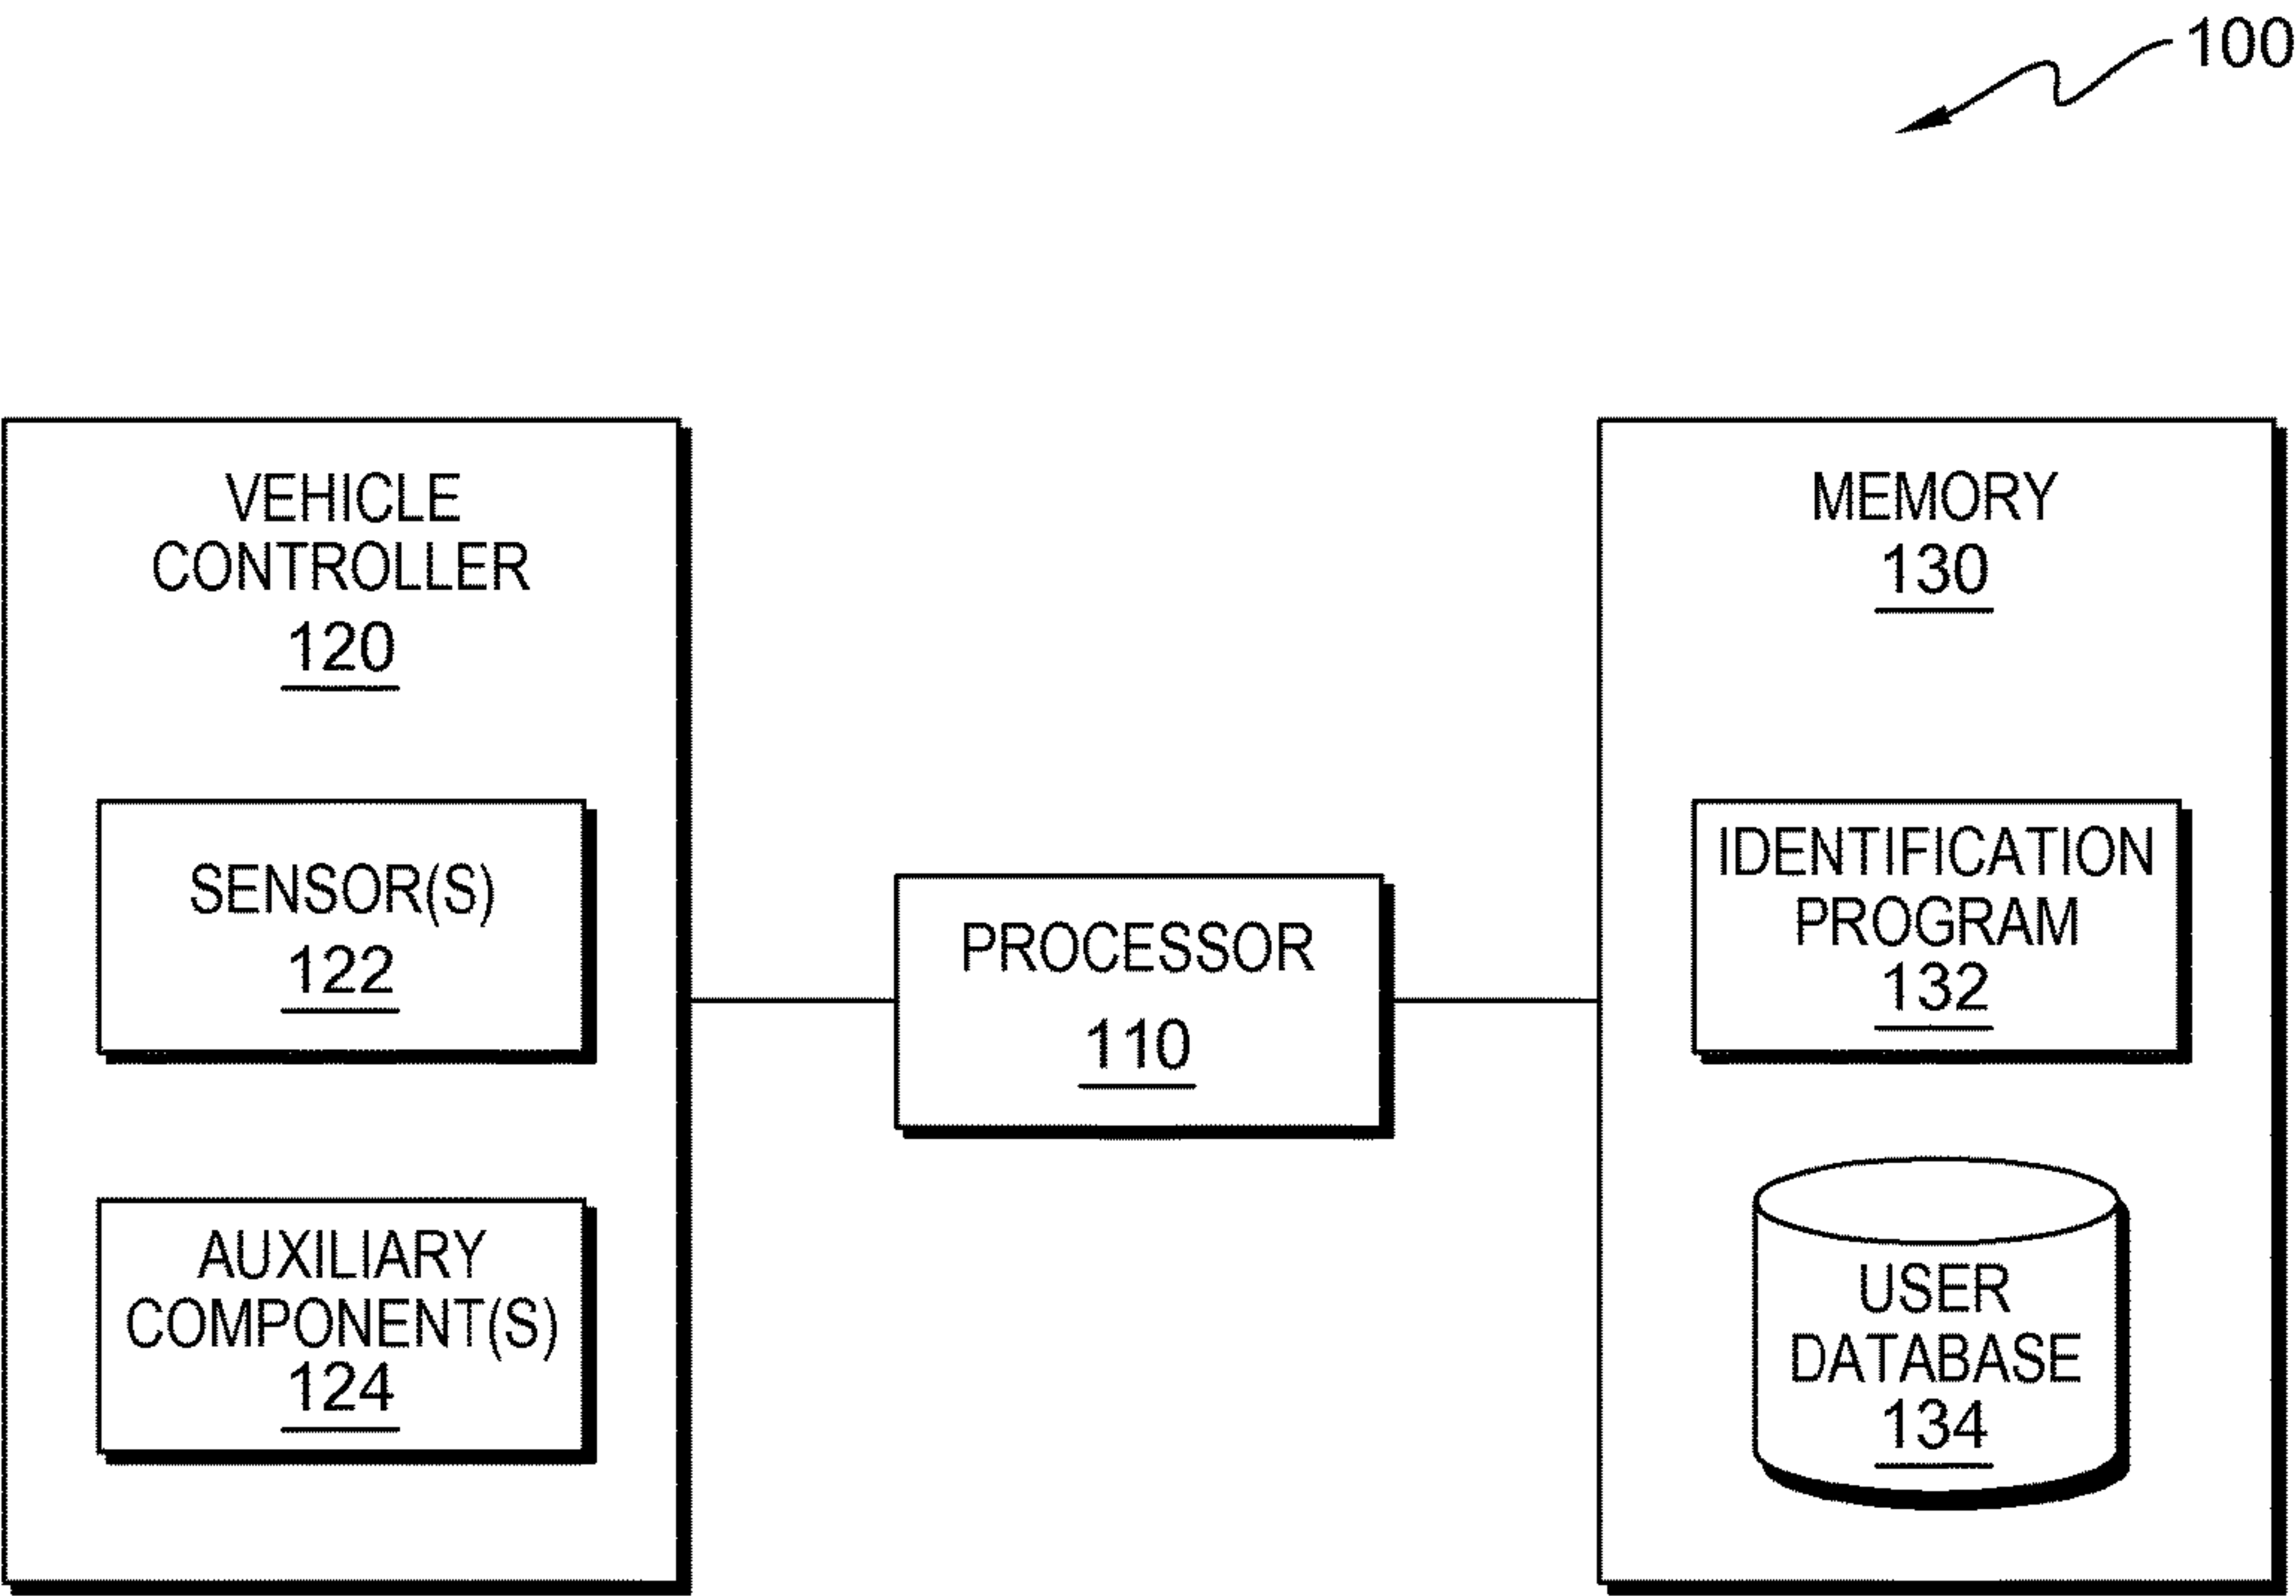 100
VEHICLE
CONTROLLER
120
SENSOR(S)
122
AUXILIARY
COMPONENT(S)
124
PROCESSOR
110
MEMORY
130
IDENTIFICATION
PROGRAM
132
USER
DATABASE
134